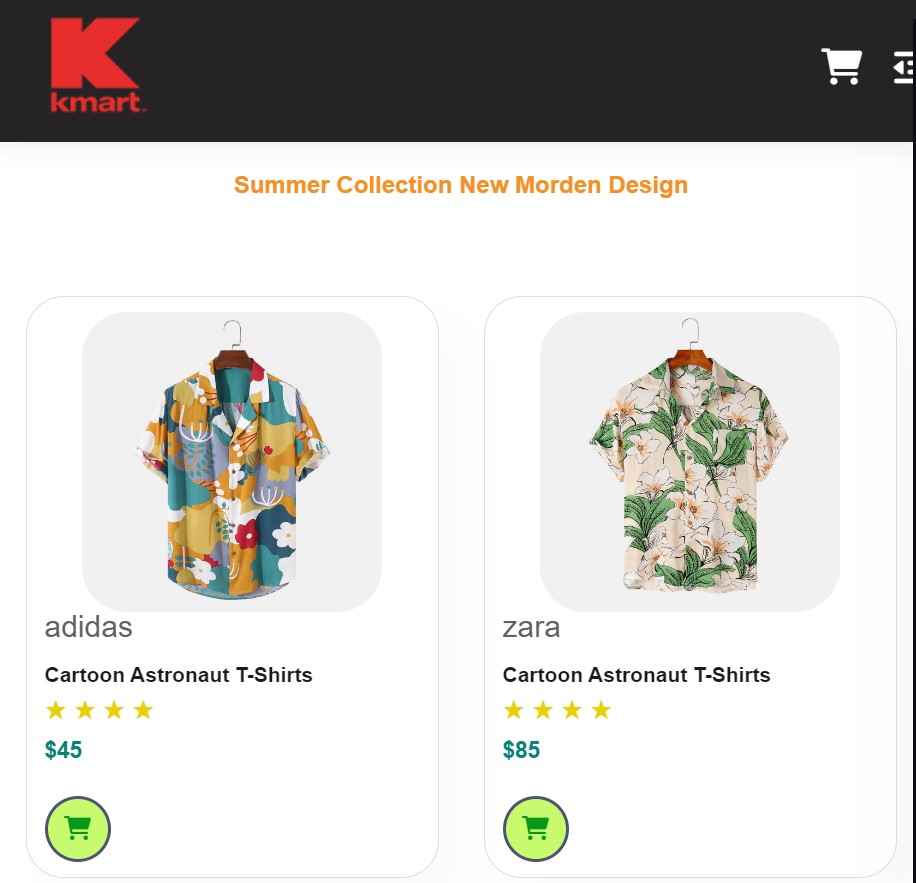 kmart
Summer Collection New Morden Design
adidas
Cartoon Astronaut T-Shirts
$45
zara
Cartoon Astronaut T-Shirts
$85